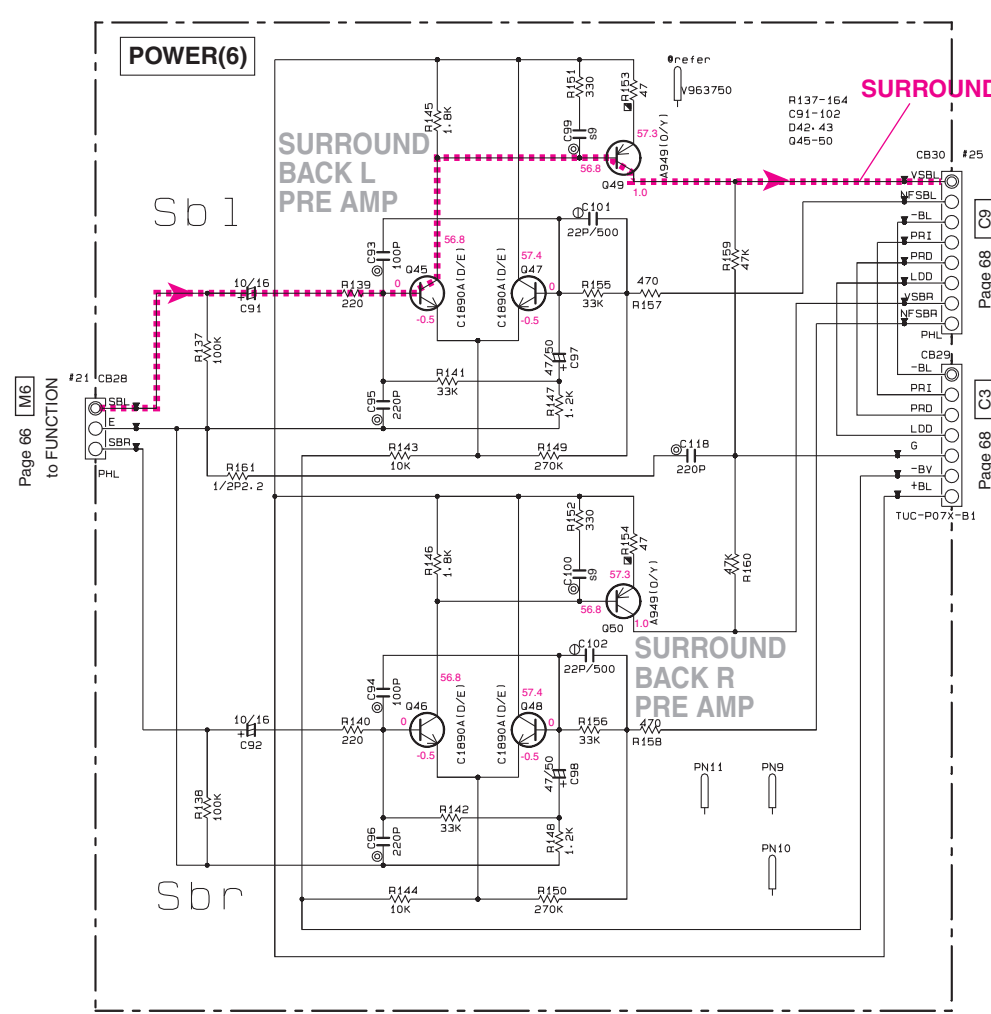 POWER(6)
SURROUND
BACK L
PRE AMP
Sbl
R145
1.8K
R151
330
C99
s9
R153
47
57.3
56.8
Q49
1.0
A949(O/Y)
Refer
V963750
SURROUND
R137-164
C91-102
D42.43
Q45-50
CB30
#25
VSBL
NFSBL
-BL
PRI
PRD
LDD
VSBR
NFSBR
PHL
C9
Page 68
CB29
-BL
PRI
PRD
LDD
G
-BV
+BL
TUC-P07X-B1
C3
Page 68
C101
22P/500
R159
47K
C93
100P
56.8
57.4
Q45
0
-0.5
C1890A(D/E)
Q47
C1890A(D/E)
0
-0.5
R155
33K
470
R157
10/16
C91
R139
220
R137
100K
R141
33K
47/50
C97
C95
220P
R147
1.2K
R143
10K
R149
270K
C118
220P
R161
1/2P2.2
#21
CB28
SBL
E
SBR
PHL
Page 66
M6
to FUNCTION
R146
1.8K
R152
330
C100
s9
R154
47
57.3
56.8
Q50
1.0
A949(O/Y)
47K
R160
SURROUND
BACK R
PRE AMP
C102
22P/500
C94
100P
56.8
57.4
Q46
0
-0.5
C1890A(D/E)
Q48
C1890A(D/E)
0
-0.5
R156
33K
470
R158
10/16
C92
R140
220
R138
100K
R142
33K
47/50
C98
C96
220P
R148
1.2K
R144
10K
R150
270K
PN11
PN9
PN10
Sbr